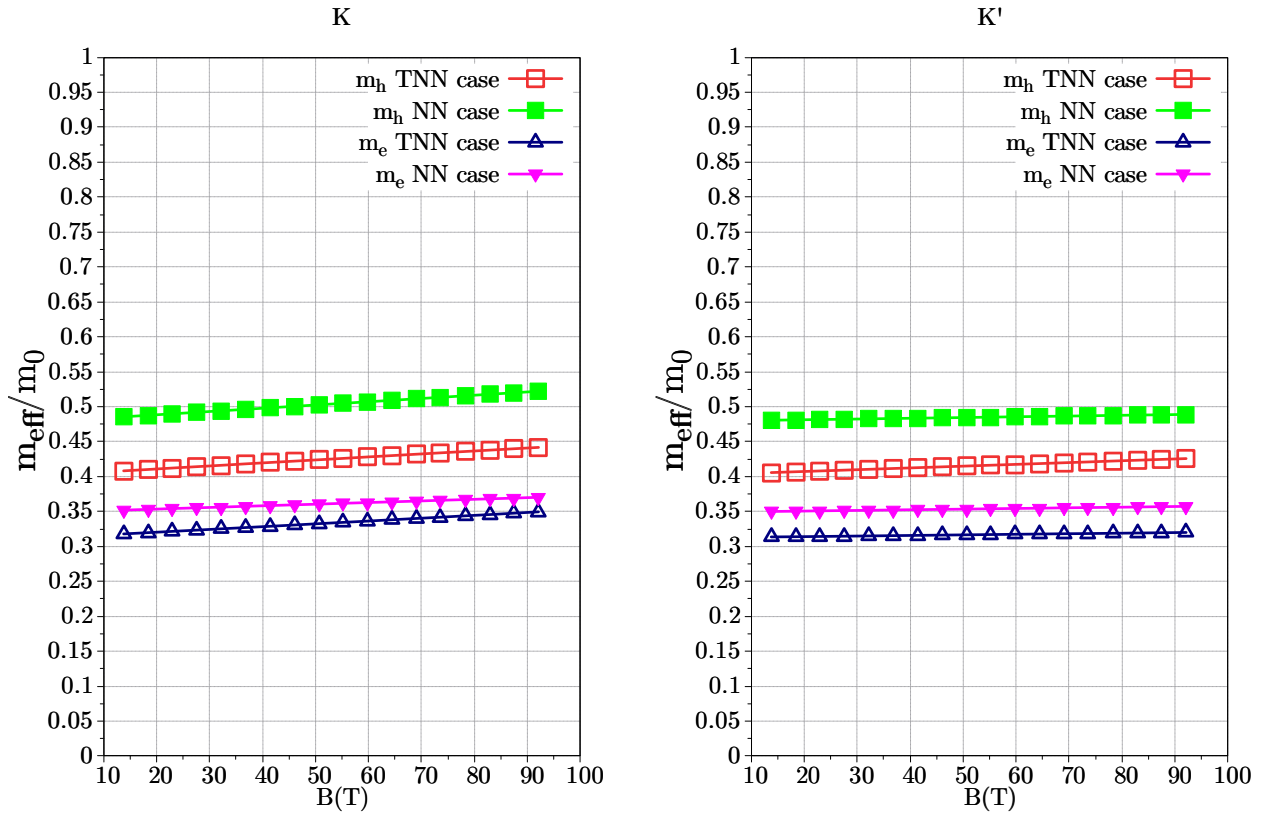 K
m_eff/m_0
1
0.95
0.9
0.85
0.8
0.75
0.7
0.65
0.6
0.55
0.5
0.45
0.4
0.35
0.3
0.25
0.2
0.15
0.1
0.05
0
m_h TNN case
m_h NN case
m_e TNN case
m_e NN case
10 20 30 40 50 60 70 80 90 100
B(T)
K'
m_eff/m_0
1
0.95
0.9
0.85
0.8
0.75
0.7
0.65
0.6
0.55
0.5
0.45
0.4
0.35
0.3
0.25
0.2
0.15
0.1
0.05
0
m_h TNN case
m_h NN case
m_e TNN case
m_e NN case
10 20 30 40 50 60 70 80 90 100
B(T)